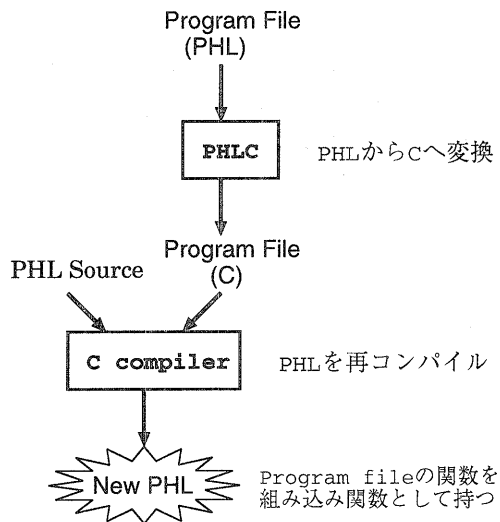 Program File
(PHL)
PHLC
PHLからCへ変換
Program File
(C)
PHL Source
C compiler
PHLを再コンパイル
New PHL
Program fileの関数を
組み込み関数として持つ